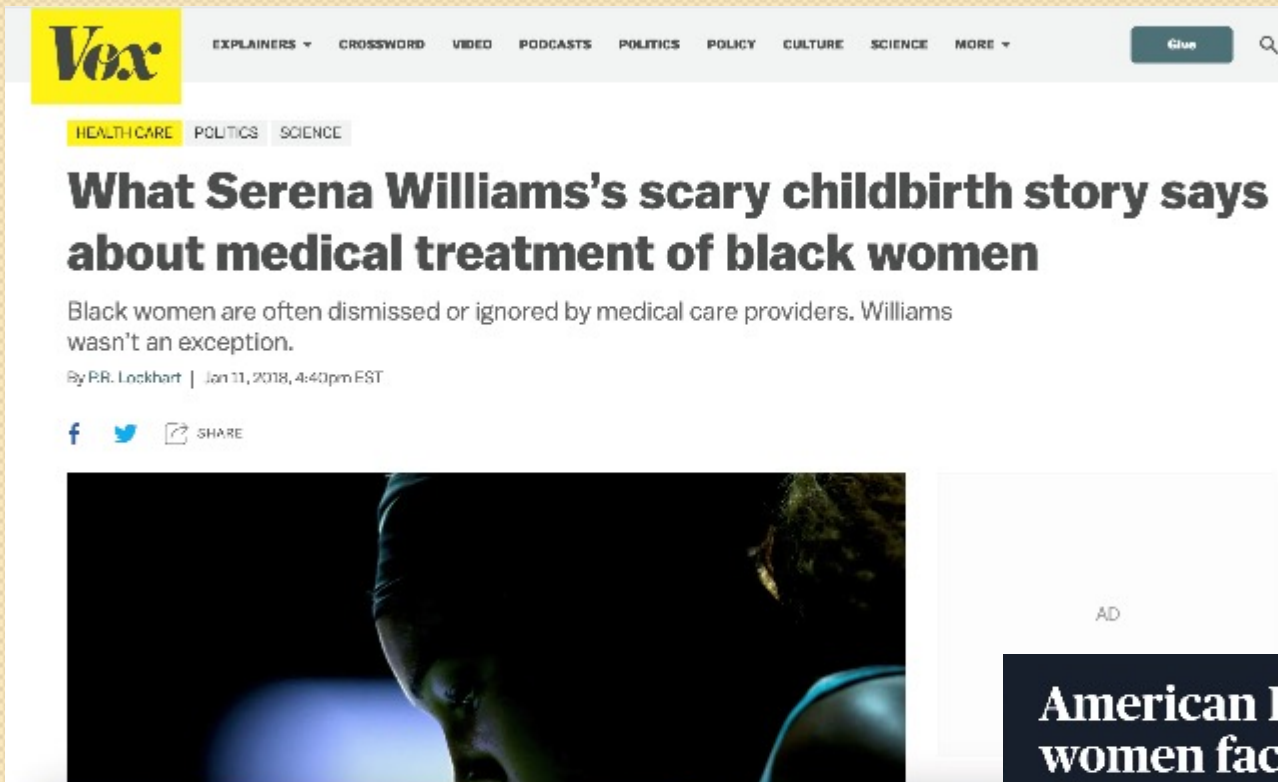 Vox
EXPLAINERS CROSSWORD VIDEO PODCASTS POLITICS POLICY CULTURE SCIENCE MORE
Give
HEALTH CARE POLITICS SCIENCE
What Serena Williams's scary childbirth story says
about medical treatment of black women
Black women are often dismissed or ignored by medical care providers. Williams
wasn't an exception.
By P.R. Lockhart | Jan 11, 2018, 4:40pm EST
f SHARE
AD
American
women